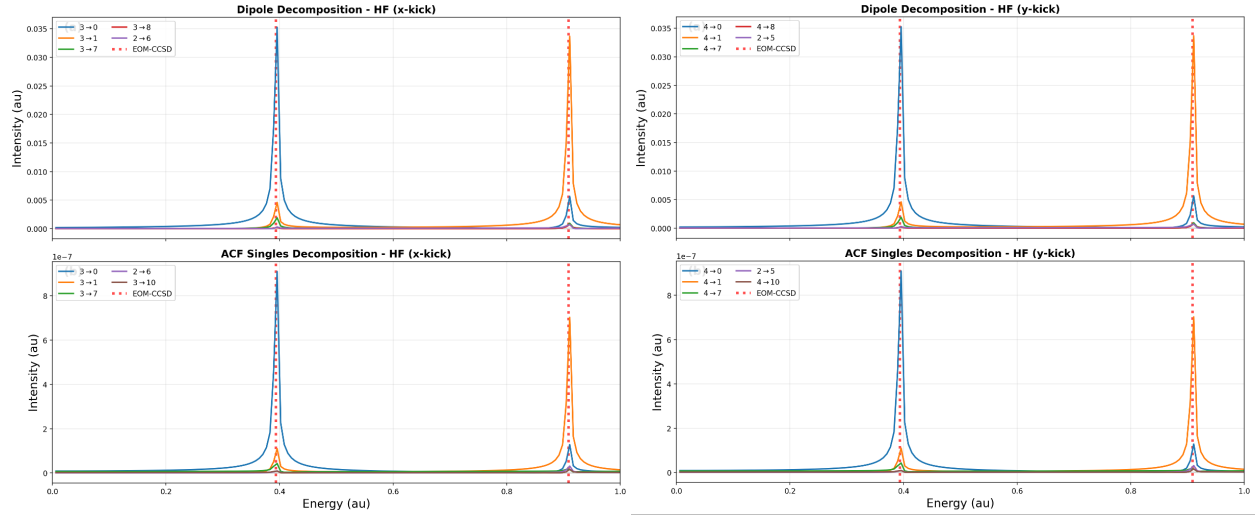 Dipole Decomposition - HF (x-kick)
Intensity (au)
0.035
0.030
0.025
0.020
0.015
0.010
0.005
0.000
3→0 3→8
3→1 2→6
3→7 EOM-CCSD
Dipole Decomposition - HF (y-kick)
Intensity (au)
0.035
0.030
0.025
0.020
0.015
0.010
0.005
0.000
4→0 4→8
4→1 2→5
4→7 EOM-CCSD
ACF Singles Decomposition - HF (x-kick)
1e-7
Intensity (au)
8
6
4
2
0
3→0 2→6
3→1 3→10
3→7 EOM-CCSD
0.0 0.2 0.4 0.6 0.8 1.0
Energy (au)
ACF Singles Decomposition - HF (y-kick)
1e-7
Intensity (au)
8
6
4
2
0
4→0 2→5
4→1 4→10
4→7 EOM-CCSD
0.0 0.2 0.4 0.6 0.8 1.0
Energy (au)